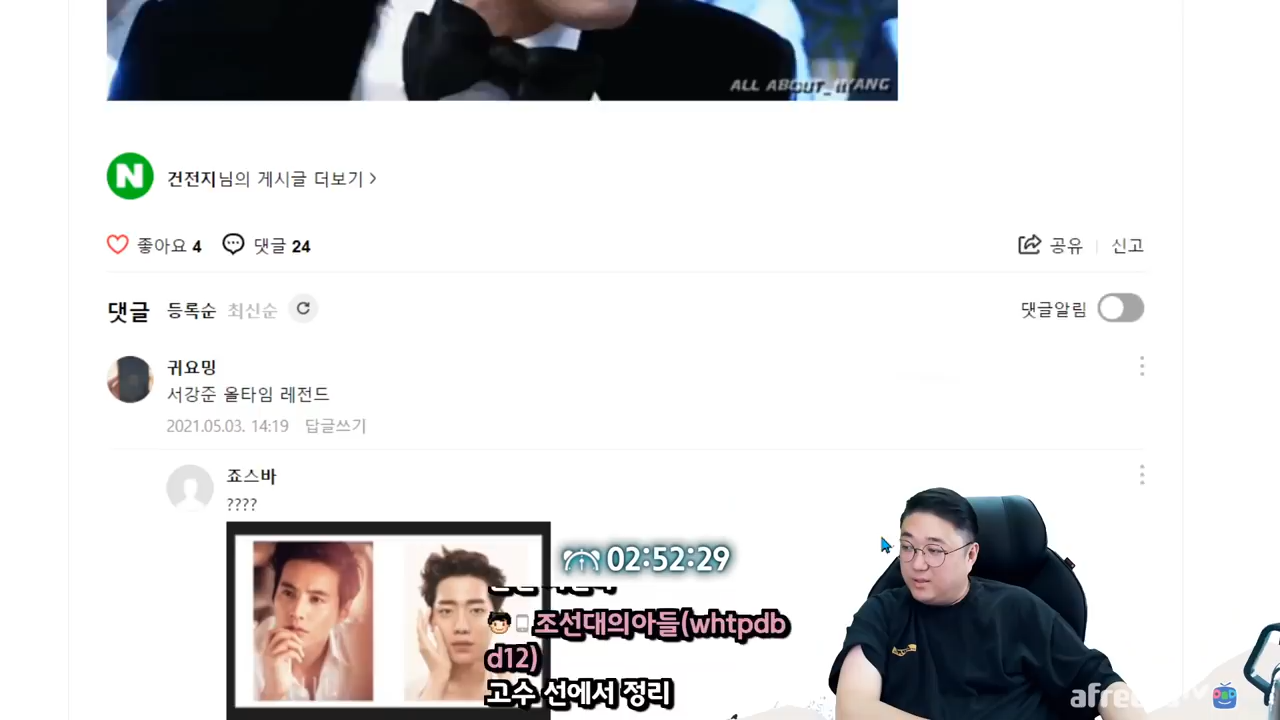 ALL ABOUT_
N
건전지님의 게시글 더보기 >
좋아요 4 댓글 24
공유 | 신고
댓글 등록순 최신순
댓글알림
귀요밍
서강준 올타임 레전드
2021.05.03. 14:19 답글쓰기
죠스바
????
02:52:29
조선대의아들(whtpdb
d12)
고수 선에서 정리